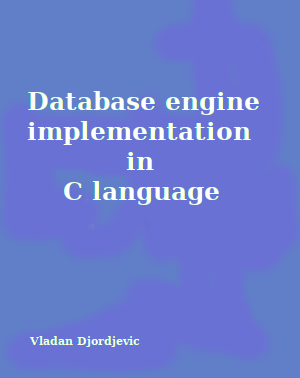 Database engine
implementation
in
C language
Vladan Djordjevic